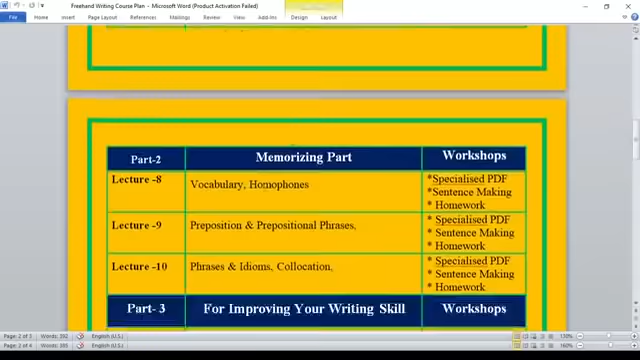 Freehand Writing Course Plan - Microsoft Word (Product Activation Failed)
File Home Insert Page Layout References Mailings Review View Add-Ins Design Layout
Part-2 Memorizing Part Workshops
Lecture -8 Vocabulary, Homophones *Specialised PDF
*Sentence Making
* Homework
Lecture -9 Preposition & Prepositional Phrases, * Specialised PDF
* Sentence Making
* Homework
Lecture -10 Phrases & Idioms, Collocation, * Specialised PDF
* Sentence Making
* Homework
Part- 3 For Improving Your Writing Skill Workshops
Page: 2 of 3 Words: 392 English (U.S.) 130%
Page: 3 of 4 Words: 385 English (U.S.) 160%